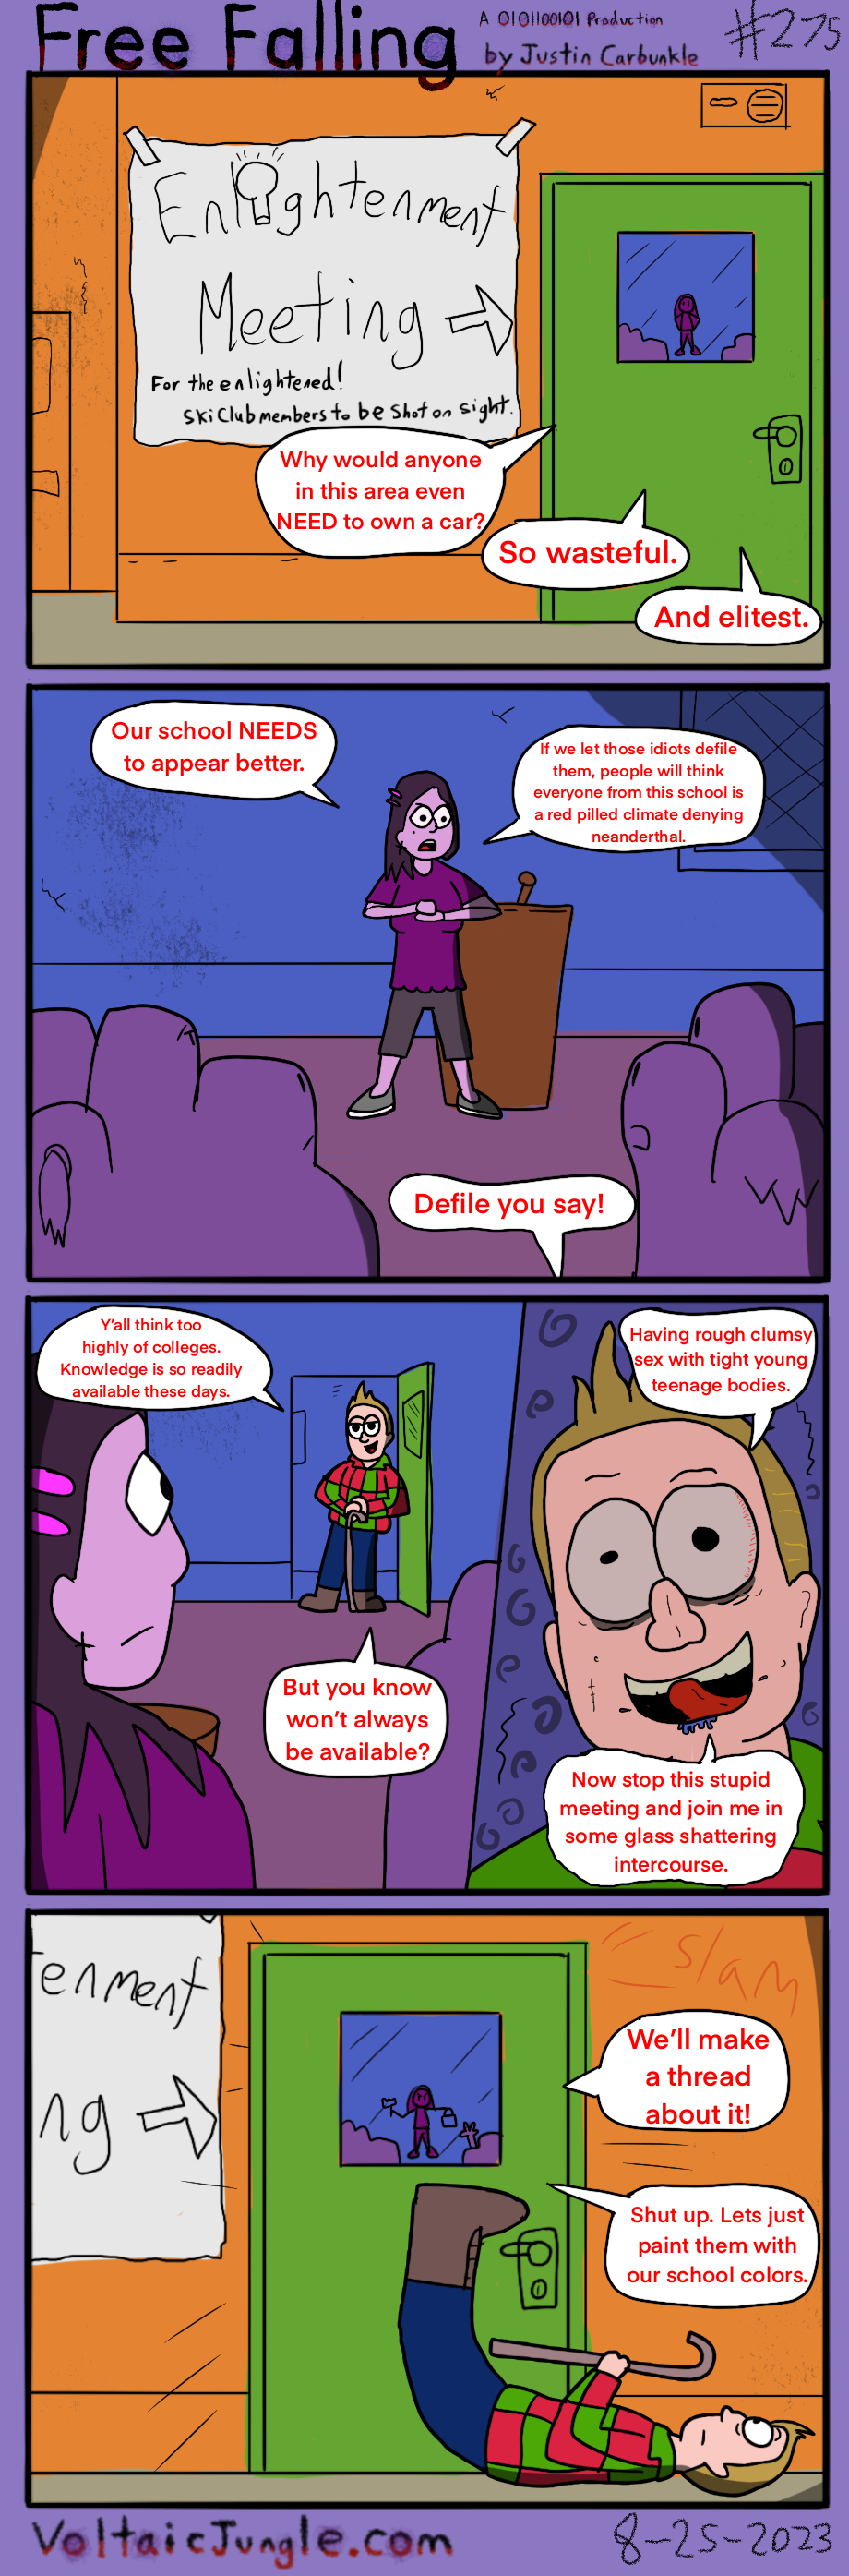 Free Falling
A 0101100101 Production
by Justin Carbunkle
#275
Enlightenment
Meeting
For the enlightened!
Ski Club members to be shot on sight.
Why would anyone
in this area even
NEED to own a car?
So wasteful.
And elitest.
Our school NEEDS
to appear better.
If we let those idiots defile
them, people will think
everyone from this school is
a red pilled climate denying
neanderthal.
Defile you say!
Y'all think too
highly of colleges.
Knowledge is so readily
available these days.
But you know
won't always
be available?
Having rough clumsy
sex with tight young
teenage bodies.
Now stop this stupid
meeting and join me in
some glass shattering
intercourse.
enment
ng
slam
We'll make
a thread
about it!
Shut up. Lets just
paint them with
our school colors.
VoltaicJungle.com
8-25-2023